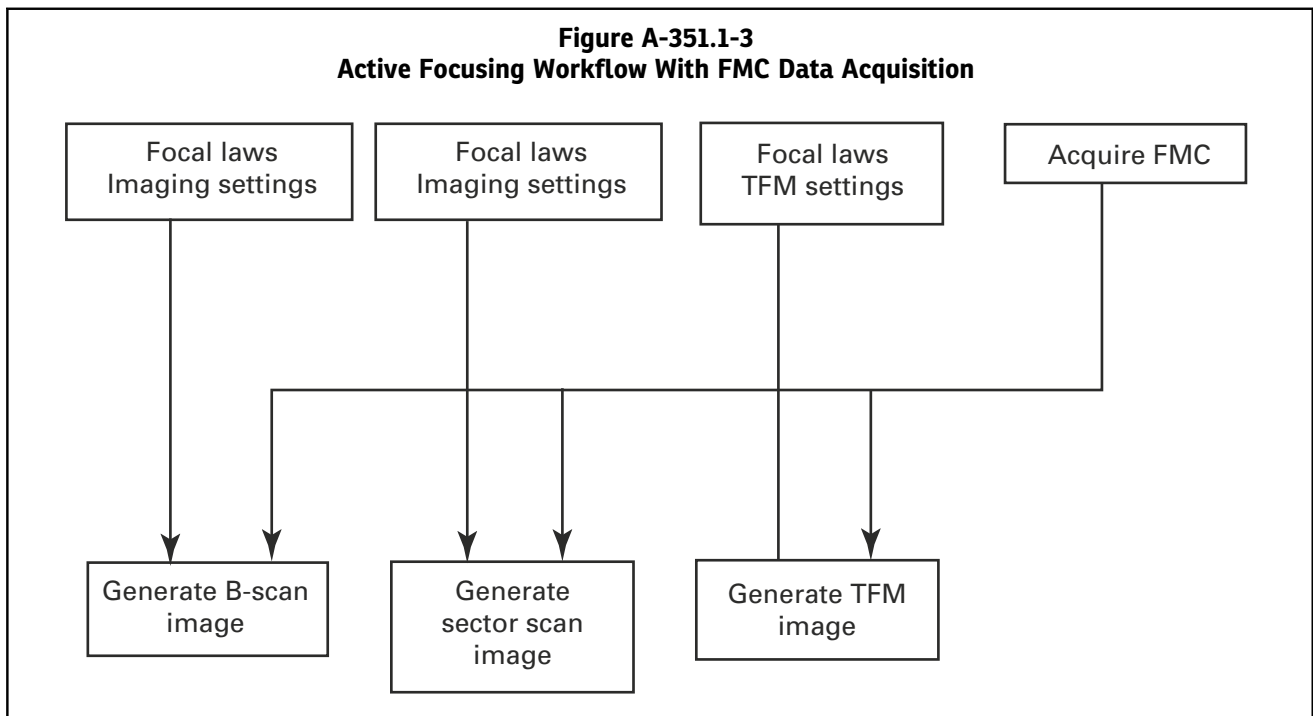 Figure A-351.1-3
Active Focusing Workflow With FMC Data Acquisition
Focal laws
Imaging settings
Focal laws
Imaging settings
Focal laws
TFM settings
Acquire FMC
Generate B-scan
image
Generate
sector scan
image
Generate TFM
image